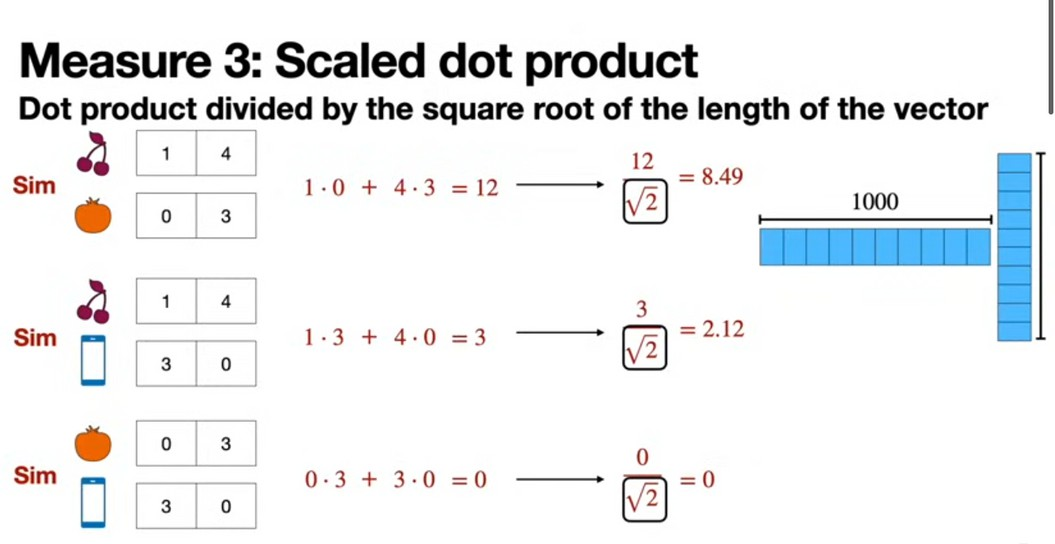 Measure 3: Scaled dot product
Dot product divided by the square root of the length of the vector
Sim
1 4
0 3
1 · 0 + 4 · 3 = 12
12
√2
= 8.49
1000
Sim
1 4
3 0
1 · 3 + 4 · 0 = 3
3
√2
= 2.12
Sim
0 3
3 0
0 · 3 + 3 · 0 = 0
0
√2
= 0